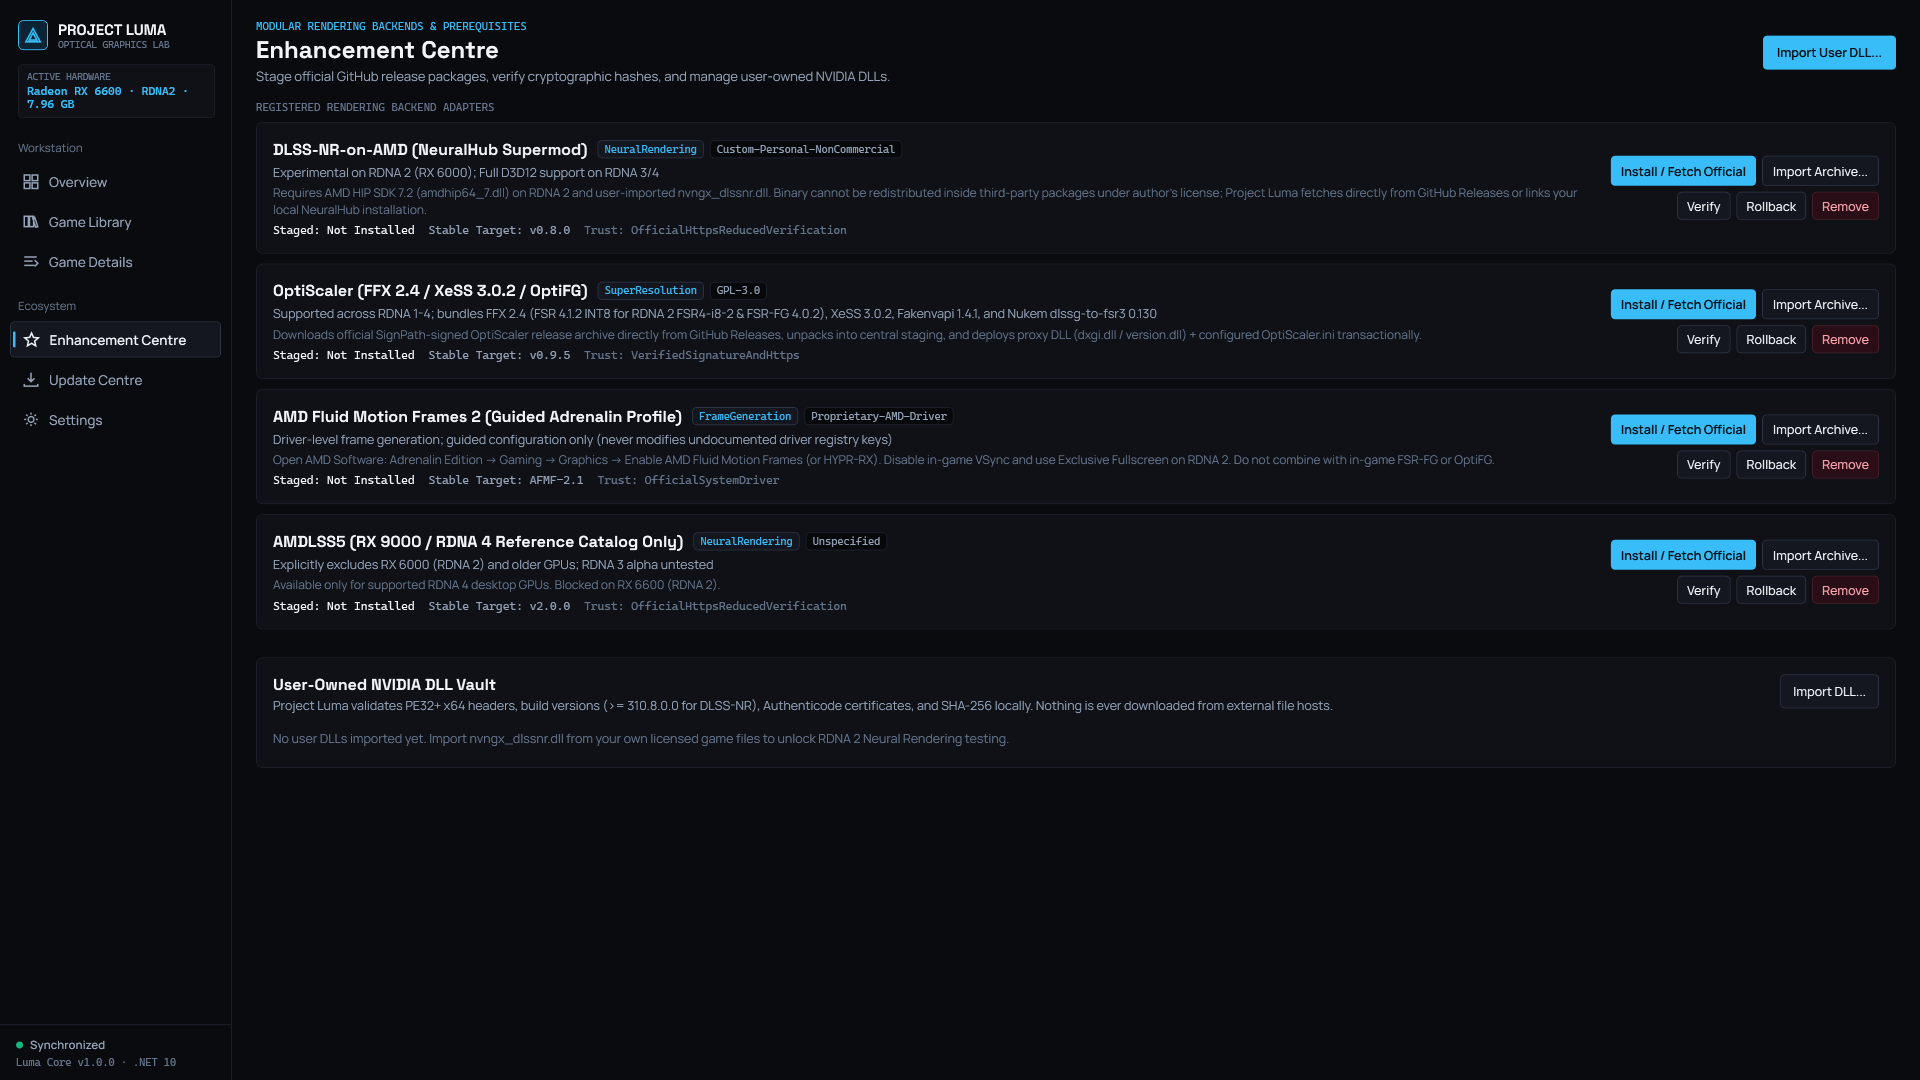 PROJECT LUMA
OPTICAL GRAPHICS LAB
ACTIVE HARDWARE
Radeon RX 6600 · RDNA2 ·
7.96 GB
Workstation
Overview
Game Library
Game Details
Ecosystem
Enhancement Centre
Update Centre
Settings
Synchronized
Luma Core v1.0.0 · .NET 10
MODULAR RENDERING BACKENDS & PREREQUISITES
Enhancement Centre
Stage official GitHub release packages, verify cryptographic hashes, and manage user-owned NVIDIA DLLs.
Import User DLL...
REGISTERED RENDERING BACKEND ADAPTERS
DLSS-NR-on-AMD (NeuralHub Supermod) NeuralRendering Custom-Personal-NonCommercial
Experimental on RDNA 2 (RX 6000); Full D3D12 support on RDNA 3/4
Requires AMD HIP SDK 7.2 (amdhip64_7.dll) on RDNA 2 and user-imported nvngx_dlssnr.dll. Binary cannot be redistributed inside third-party packages under author's license; Project Luma fetches directly from GitHub Releases or links your
local NeuralHub installation.
Staged: Not Installed Stable Target: v0.8.0 Trust: OfficialHttpsReducedVerification
Install / Fetch Official Import Archive...
Verify Rollback Remove
OptiScaler (FFX 2.4 / XeSS 3.0.2 / OptiFG) SuperResolution GPL-3.0
Supported across RDNA 1-4; bundles FFX 2.4 (FSR 4.1.2 INT8 for RDNA 2 FSR4-i8-2 & FSR-FG 4.0.2), XeSS 3.0.2, Fakenvapi 1.4.1, and Nukem dlssg-to-fsr3 0.130
Downloads official SignPath-signed OptiScaler release archive directly from GitHub Releases, unpacks into central staging, and deploys proxy DLL (dxgi.dll / version.dll) + configured OptiScaler.ini transactionally.
Staged: Not Installed Stable Target: v0.9.5 Trust: VerifiedSignatureAndHttps
Install / Fetch Official Import Archive...
Verify Rollback Remove
AMD Fluid Motion Frames 2 (Guided Adrenalin Profile) FrameGeneration Proprietary-AMD-Driver
Driver-level frame generation; guided configuration only (never modifies undocumented driver registry keys)
Open AMD Software: Adrenalin Edition → Gaming → Graphics → Enable AMD Fluid Motion Frames (or HYPR-RX). Disable in-game VSync and use Exclusive Fullscreen on RDNA 2. Do not combine with in-game FSR-FG or OptiFG.
Staged: Not Installed Stable Target: AFMF-2.1 Trust: OfficialSystemDriver
Install / Fetch Official Import Archive...
Verify Rollback Remove
AMDLSS5 (RX 9000 / RDNA 4 Reference Catalog Only) NeuralRendering Unspecified
Explicitly excludes RX 6000 (RDNA 2) and older GPUs; RDNA 3 alpha untested
Available only for supported RDNA 4 desktop GPUs. Blocked on RX 6600 (RDNA 2).
Staged: Not Installed Stable Target: v2.0.0 Trust: OfficialHttpsReducedVerification
Install / Fetch Official Import Archive...
Verify Rollback Remove
User-Owned NVIDIA DLL Vault
Project Luma validates PE32+ x64 headers, build versions (>= 310.8.0.0 for DLSS-NR), Authenticode certificates, and SHA-256 locally. Nothing is ever downloaded from external file hosts.
Import DLL...
No user DLLs imported yet. Import nvngx_dlssnr.dll from your own licensed game files to unlock RDNA 2 Neural Rendering testing.